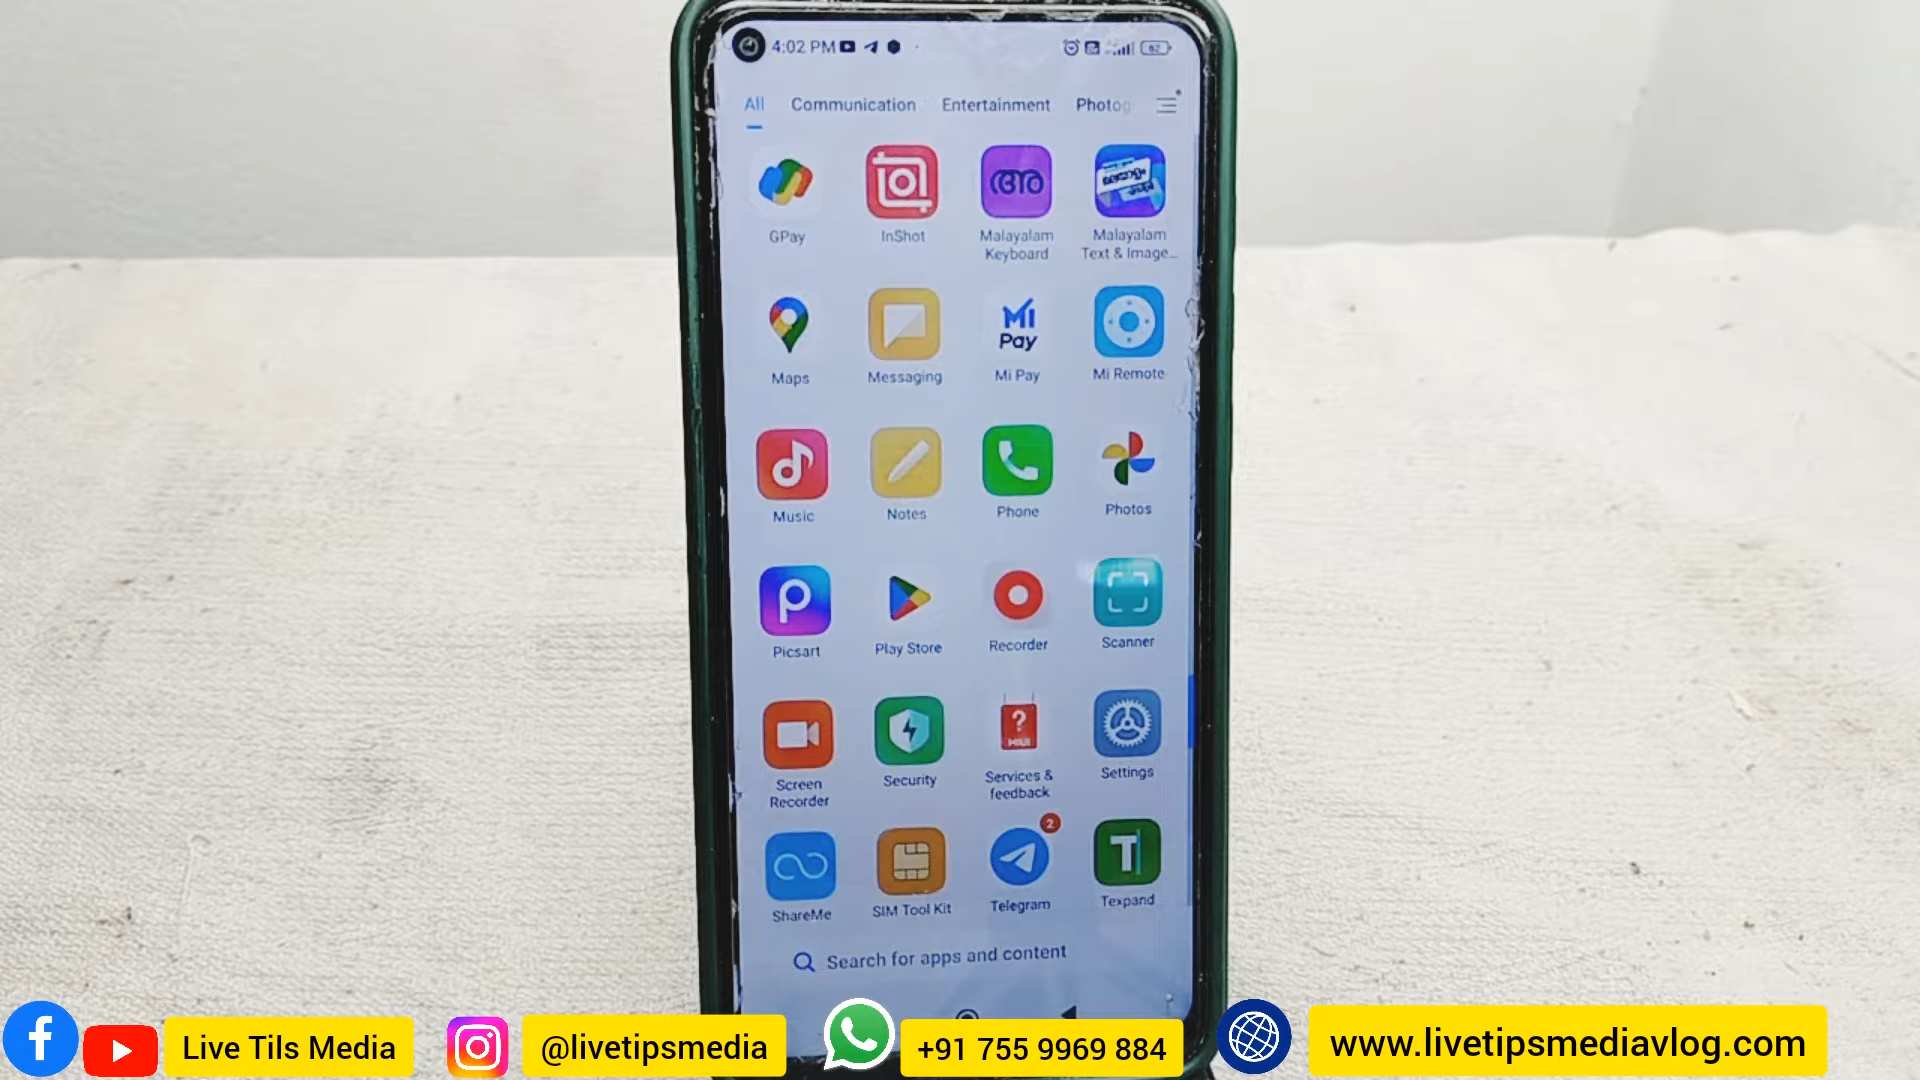 4:02 PM
62
All Communication Entertainment Photog
അ
GPay InShot Malayalam Keyboard Malayalam Text & Image...
Mi Pay
Maps Messaging Mi Pay Mi Remote
Music Notes Phone Photos
Picsart Play Store Recorder Scanner
?
MIUI
Screen Recorder Security Services & feedback Settings
2
T
ShareMe SIM Tool Kit Telegram Texpand
Search for apps and content
Live Tils Media @livetipsmedia +91 755 9969 884 www.livetipsmediavlog.com